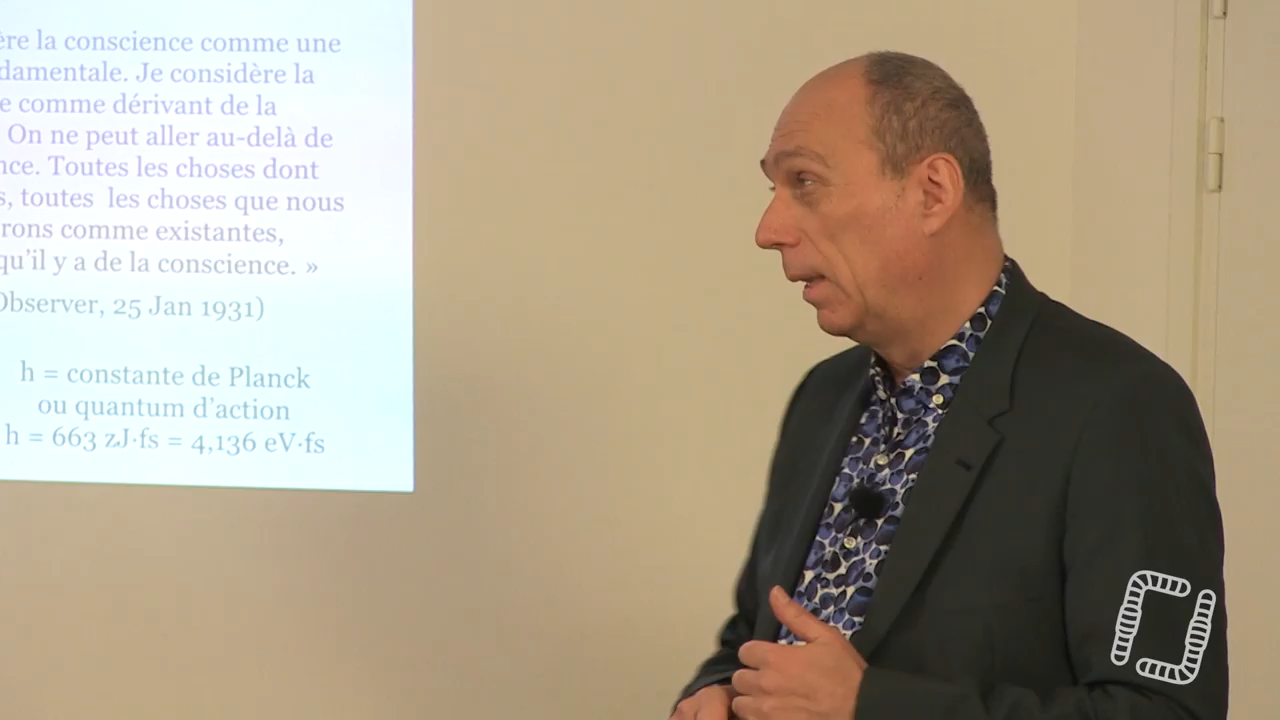 ère la conscience comme une
damentale. Je considère la
e comme dérivant de la
On ne peut aller au-delà de
nce. Toutes les choses dont
s, toutes les choses que nous
rons comme existantes,
qu'il y a de la conscience. »
Observer, 25 Jan 1931)
h = constante de Planck
ou quantum d'action
h = 663 zJ·fs = 4,136 eV·fs